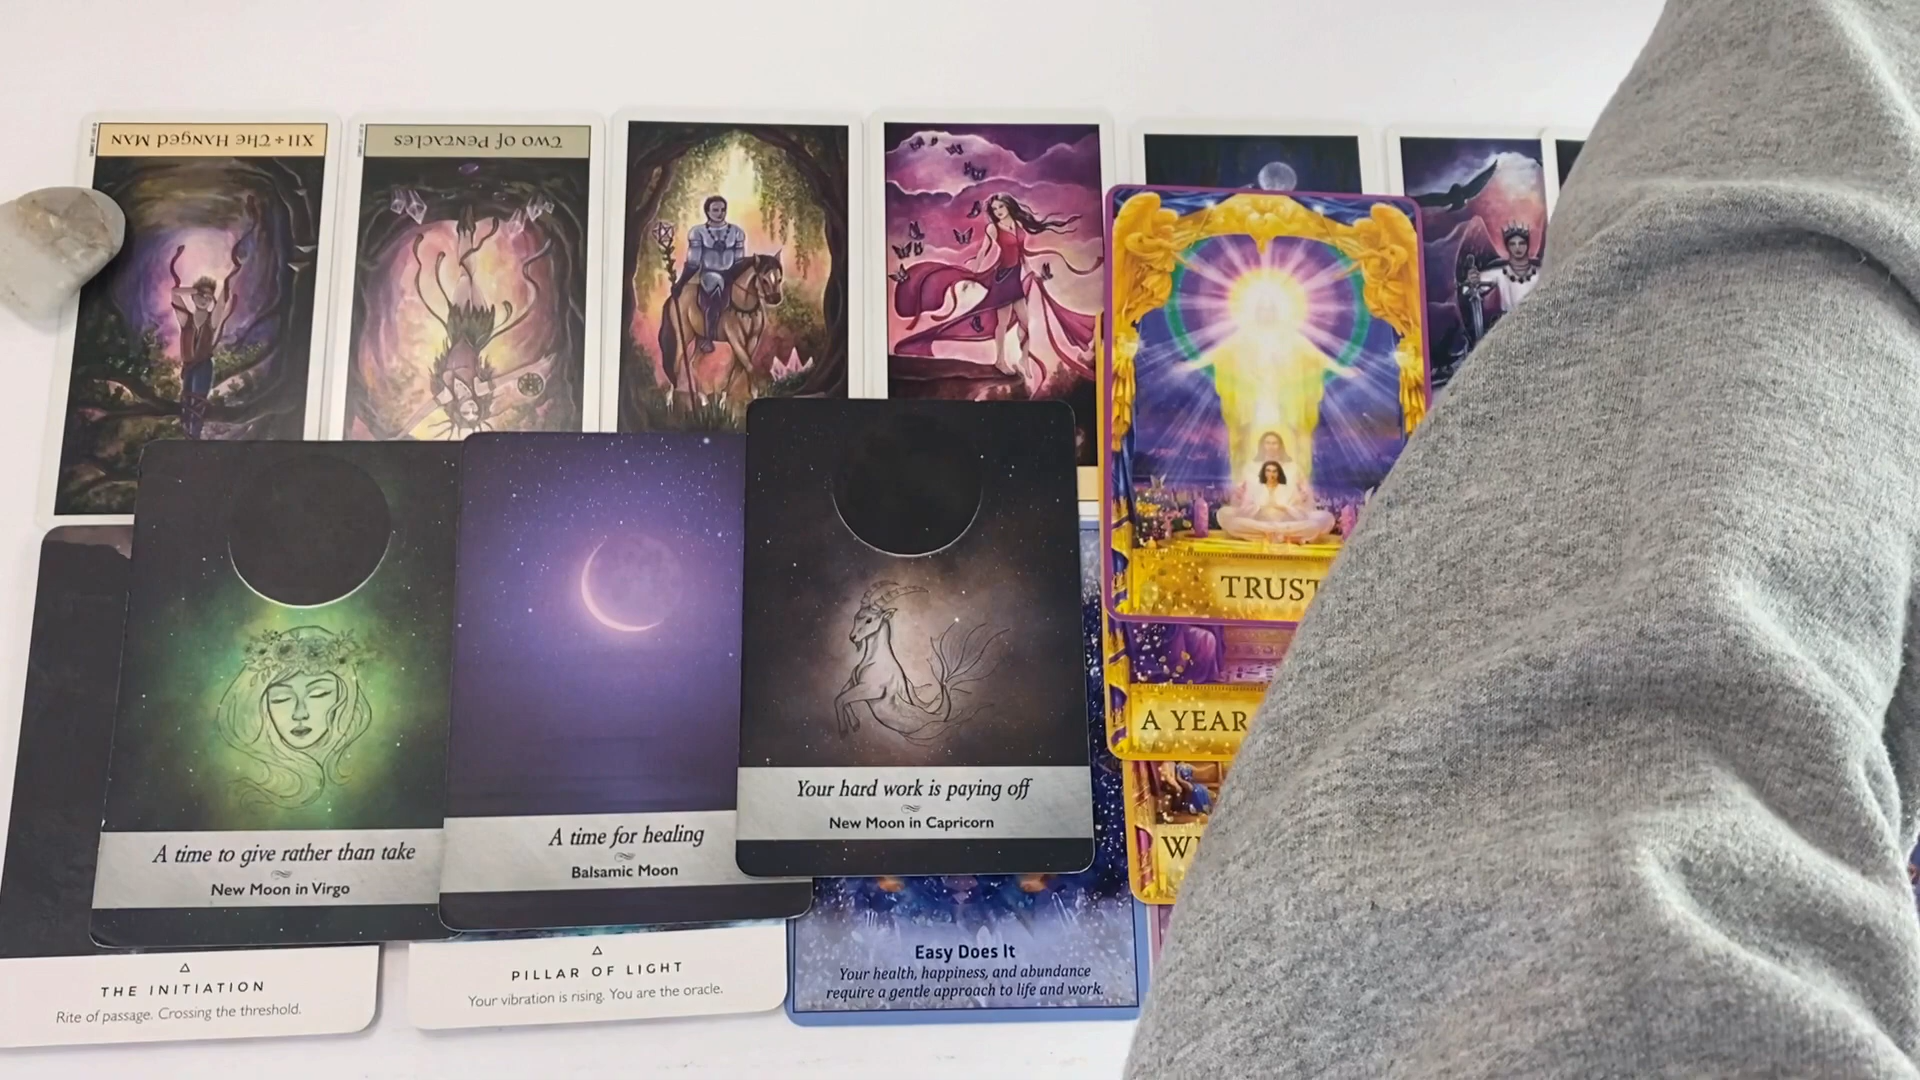 XII + THE HANGED MAN
TWO OF PENTACLES
TRUST
A YEAR
A time to give rather than take
New Moon in Virgo
A time for healing
Balsamic Moon
Your hard work is paying off
New Moon in Capricorn
THE INITIATION
Rite of passage. Crossing the threshold.
PILLAR OF LIGHT
Your vibration is rising. You are the oracle.
Easy Does It
Your health, happiness, and abundance
require a gentle approach to life and work.